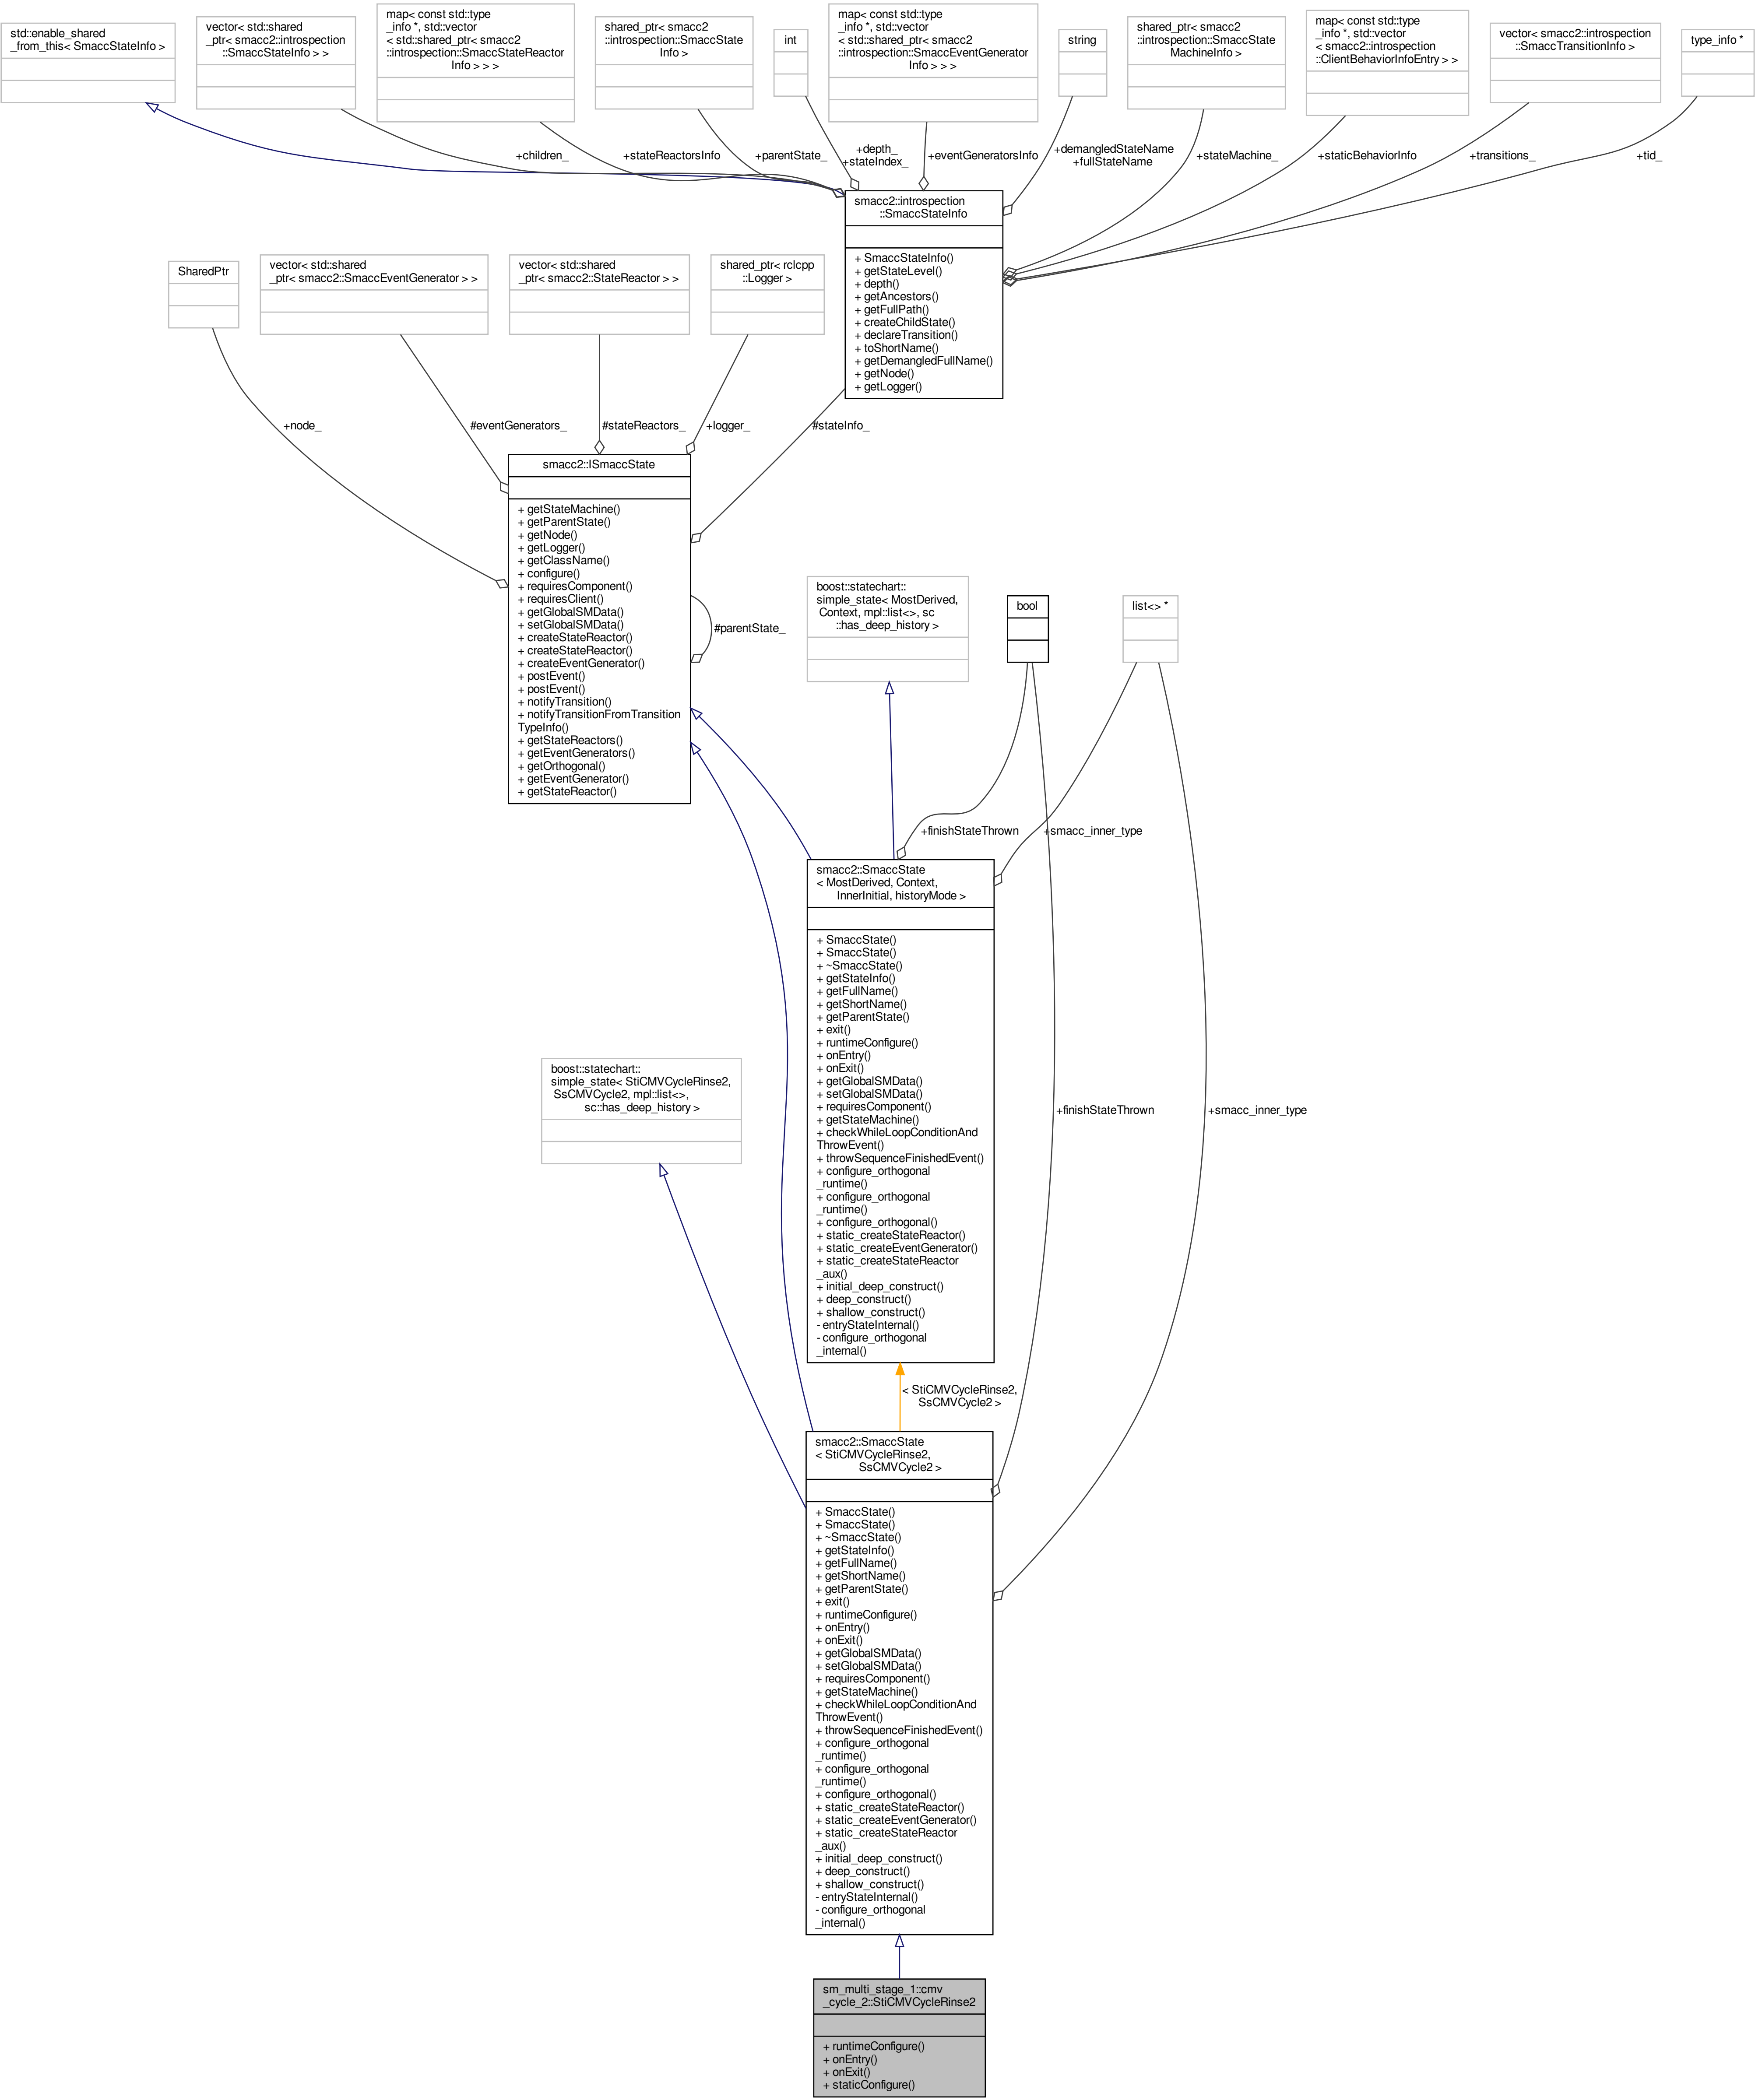 std::enable_shared
_from_this< SmaccStateInfo >
vector< std::shared
_ptr< smacc2::introspection
::SmaccStateInfo > >
map< const std::type
_info *, std::vector
< std::shared_ptr< smacc2
::introspection::SmaccStateReactor
Info > > >
shared_ptr< smacc2
::introspection::SmaccState
Info >
int
map< const std::type
_info *, std::vector
< std::shared_ptr< smacc2
::introspection::SmaccEventGenerator
Info > > >
string
shared_ptr< smacc2
::introspection::SmaccState
MachineInfo >
map< const std::type
_info *, std::vector
< smacc2::introspection
::ClientBehaviorInfoEntry > >
vector< smacc2::introspection
::SmaccTransitionInfo >
type_info *
+children_
+stateReactorsInfo
+parentState_
+depth_
+stateIndex_
+eventGeneratorsInfo
+demangledStateName
+fullStateName
+stateMachine_
+staticBehaviorInfo
+transitions_
+tid_
smacc2::introspection
::SmaccStateInfo
+ SmaccStateInfo()
+ getStateLevel()
+ depth()
+ getAncestors()
+ getFullPath()
+ createChildState()
+ declareTransition()
+ toShortName()
+ getDemangledFullName()
+ getNode()
+ getLogger()
SharedPtr
vector< std::shared
_ptr< smacc2::SmaccEventGenerator > >
vector< std::shared
_ptr< smacc2::StateReactor > >
shared_ptr< rclcpp
::Logger >
+node_
#eventGenerators_
#stateReactors_
+logger_
#stateInfo_
smacc2::ISmaccState
+ getStateMachine()
+ getParentState()
+ getNode()
+ getLogger()
+ getClassName()
+ configure()
+ requiresComponent()
+ requiresClient()
+ getGlobalSMData()
+ setGlobalSMData()
+ createStateReactor()
+ createStateReactor()
+ createEventGenerator()
+ postEvent()
+ postEvent()
+ notifyTransition()
+ notifyTransitionFromTransition
TypeInfo()
+ getStateReactors()
+ getEventGenerators()
+ getOrthogonal()
+ getEventGenerator()
+ getStateReactor()
#parentState_
boost::statechart::
simple_state< MostDerived,
Context, mpl::list<>, sc
::has_deep_history >
bool
list<> *
+finishStateThrown
+smacc_inner_type
smacc2::SmaccState
< MostDerived, Context,
InnerInitial, historyMode >
+ SmaccState()
+ SmaccState()
+ ~SmaccState()
+ getStateInfo()
+ getFullName()
+ getShortName()
+ getParentState()
+ exit()
+ runtimeConfigure()
+ onEntry()
+ onExit()
+ getGlobalSMData()
+ setGlobalSMData()
+ requiresComponent()
+ getStateMachine()
+ checkWhileLoopConditionAnd
ThrowEvent()
+ throwSequenceFinishedEvent()
+ configure_orthogonal
_runtime()
+ configure_orthogonal
_runtime()
+ configure_orthogonal()
+ static_createStateReactor()
+ static_createEventGenerator()
+ static_createStateReactor
_aux()
+ initial_deep_construct()
+ deep_construct()
+ shallow_construct()
- entryStateInternal()
- configure_orthogonal
_internal()
boost::statechart::
simple_state< StiCMVCycleRinse2,
SsCMVCycle2, mpl::list<>,
sc::has_deep_history >
+finishStateThrown
+smacc_inner_type
< StiCMVCycleRinse2,
SsCMVCycle2 >
smacc2::SmaccState
< StiCMVCycleRinse2,
SsCMVCycle2 >
+ SmaccState()
+ SmaccState()
+ ~SmaccState()
+ getStateInfo()
+ getFullName()
+ getShortName()
+ getParentState()
+ exit()
+ runtimeConfigure()
+ onEntry()
+ onExit()
+ getGlobalSMData()
+ setGlobalSMData()
+ requiresComponent()
+ getStateMachine()
+ checkWhileLoopConditionAnd
ThrowEvent()
+ throwSequenceFinishedEvent()
+ configure_orthogonal
_runtime()
+ configure_orthogonal
_runtime()
+ configure_orthogonal()
+ static_createStateReactor()
+ static_createEventGenerator()
+ static_createStateReactor
_aux()
+ initial_deep_construct()
+ deep_construct()
+ shallow_construct()
- entryStateInternal()
- configure_orthogonal
_internal()
sm_multi_stage_1::cmv
_cycle_2::StiCMVCycleRinse2
+ runtimeConfigure()
+ onEntry()
+ onExit()
+ staticConfigure()